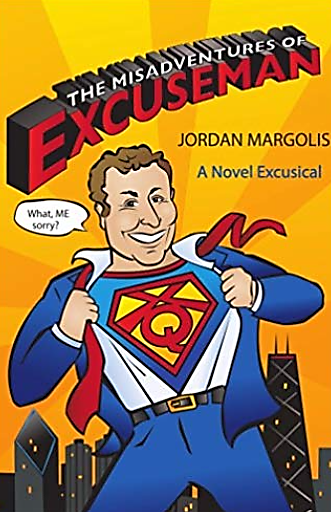 THE MISADVENTURES OF
EXCUSEMAN
JORDAN MARGOLIS
A Novel Excusical
What, ME
sorry?
XQ